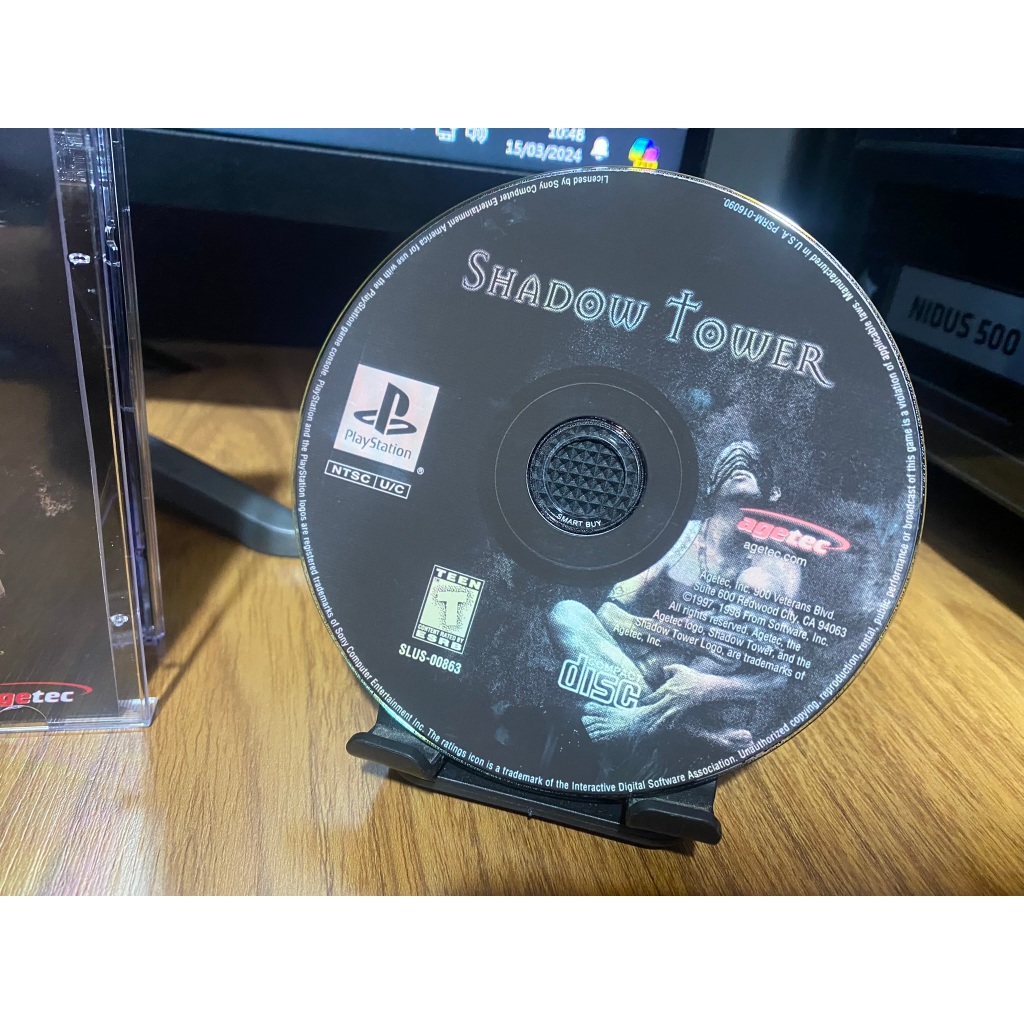 10:48
15/03/2024
NIDUS 500
Licensed by Sony Computer Entertainment America for use with the PlayStation game console. PlayStation and the PlayStation logos are registered trademarks of Sony Computer Entertainment Inc. The ratings icon is a trademark of the Interactive Digital Software Association. Unauthorized copying, reproduction, rental, public performance or broadcast of this game is a violation of applicable laws. Manufactured in U.S.A. PSRM-016090.
SHADOW TOWER
PlayStation
®
NTSC U/C
SMART BUY
agetec
agetec.com
Agetec, Inc. 900 Veterans Blvd.
Suite 600 Redwood City, CA 94063
©1997, 1998 From Software, Inc.
All rights reserved. Agetec, the
Agetec logo, Shadow Tower, and the
Shadow Tower Logo, are trademarks of
Agetec, Inc.
TEEN
T
CONTENT RATED BY
ESRB
SLUS-00863
COMPACT
disc
getec